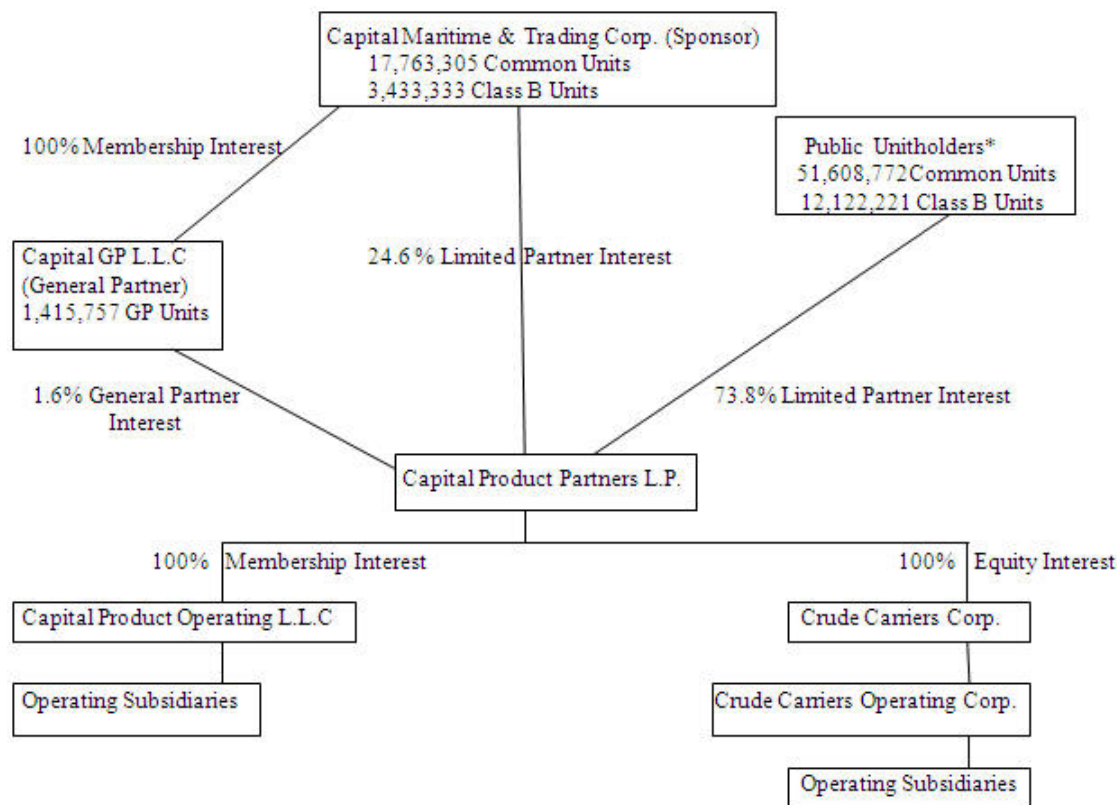 Capital Maritime & Trading Corp. (Sponsor)
17,763,305 Common Units
3,433,333 Class B Units
100% Membership Interest
Public Unitholders*
51,608,772Common Units
12,122,221 Class B Units
Capital GP L.L.C
(General Partner)
1,415,757 GP Units
24.6% Limited Partner Interest
1.6% General Partner
Interest
73.8% Limited Partner Interest
Capital Product Partners L.P.
100% Membership Interest
100% Equity Interest
Capital Product Operating L.L.C
Crude Carriers Corp.
Operating Subsidiaries
Crude Carriers Operating Corp.
Operating Subsidiaries